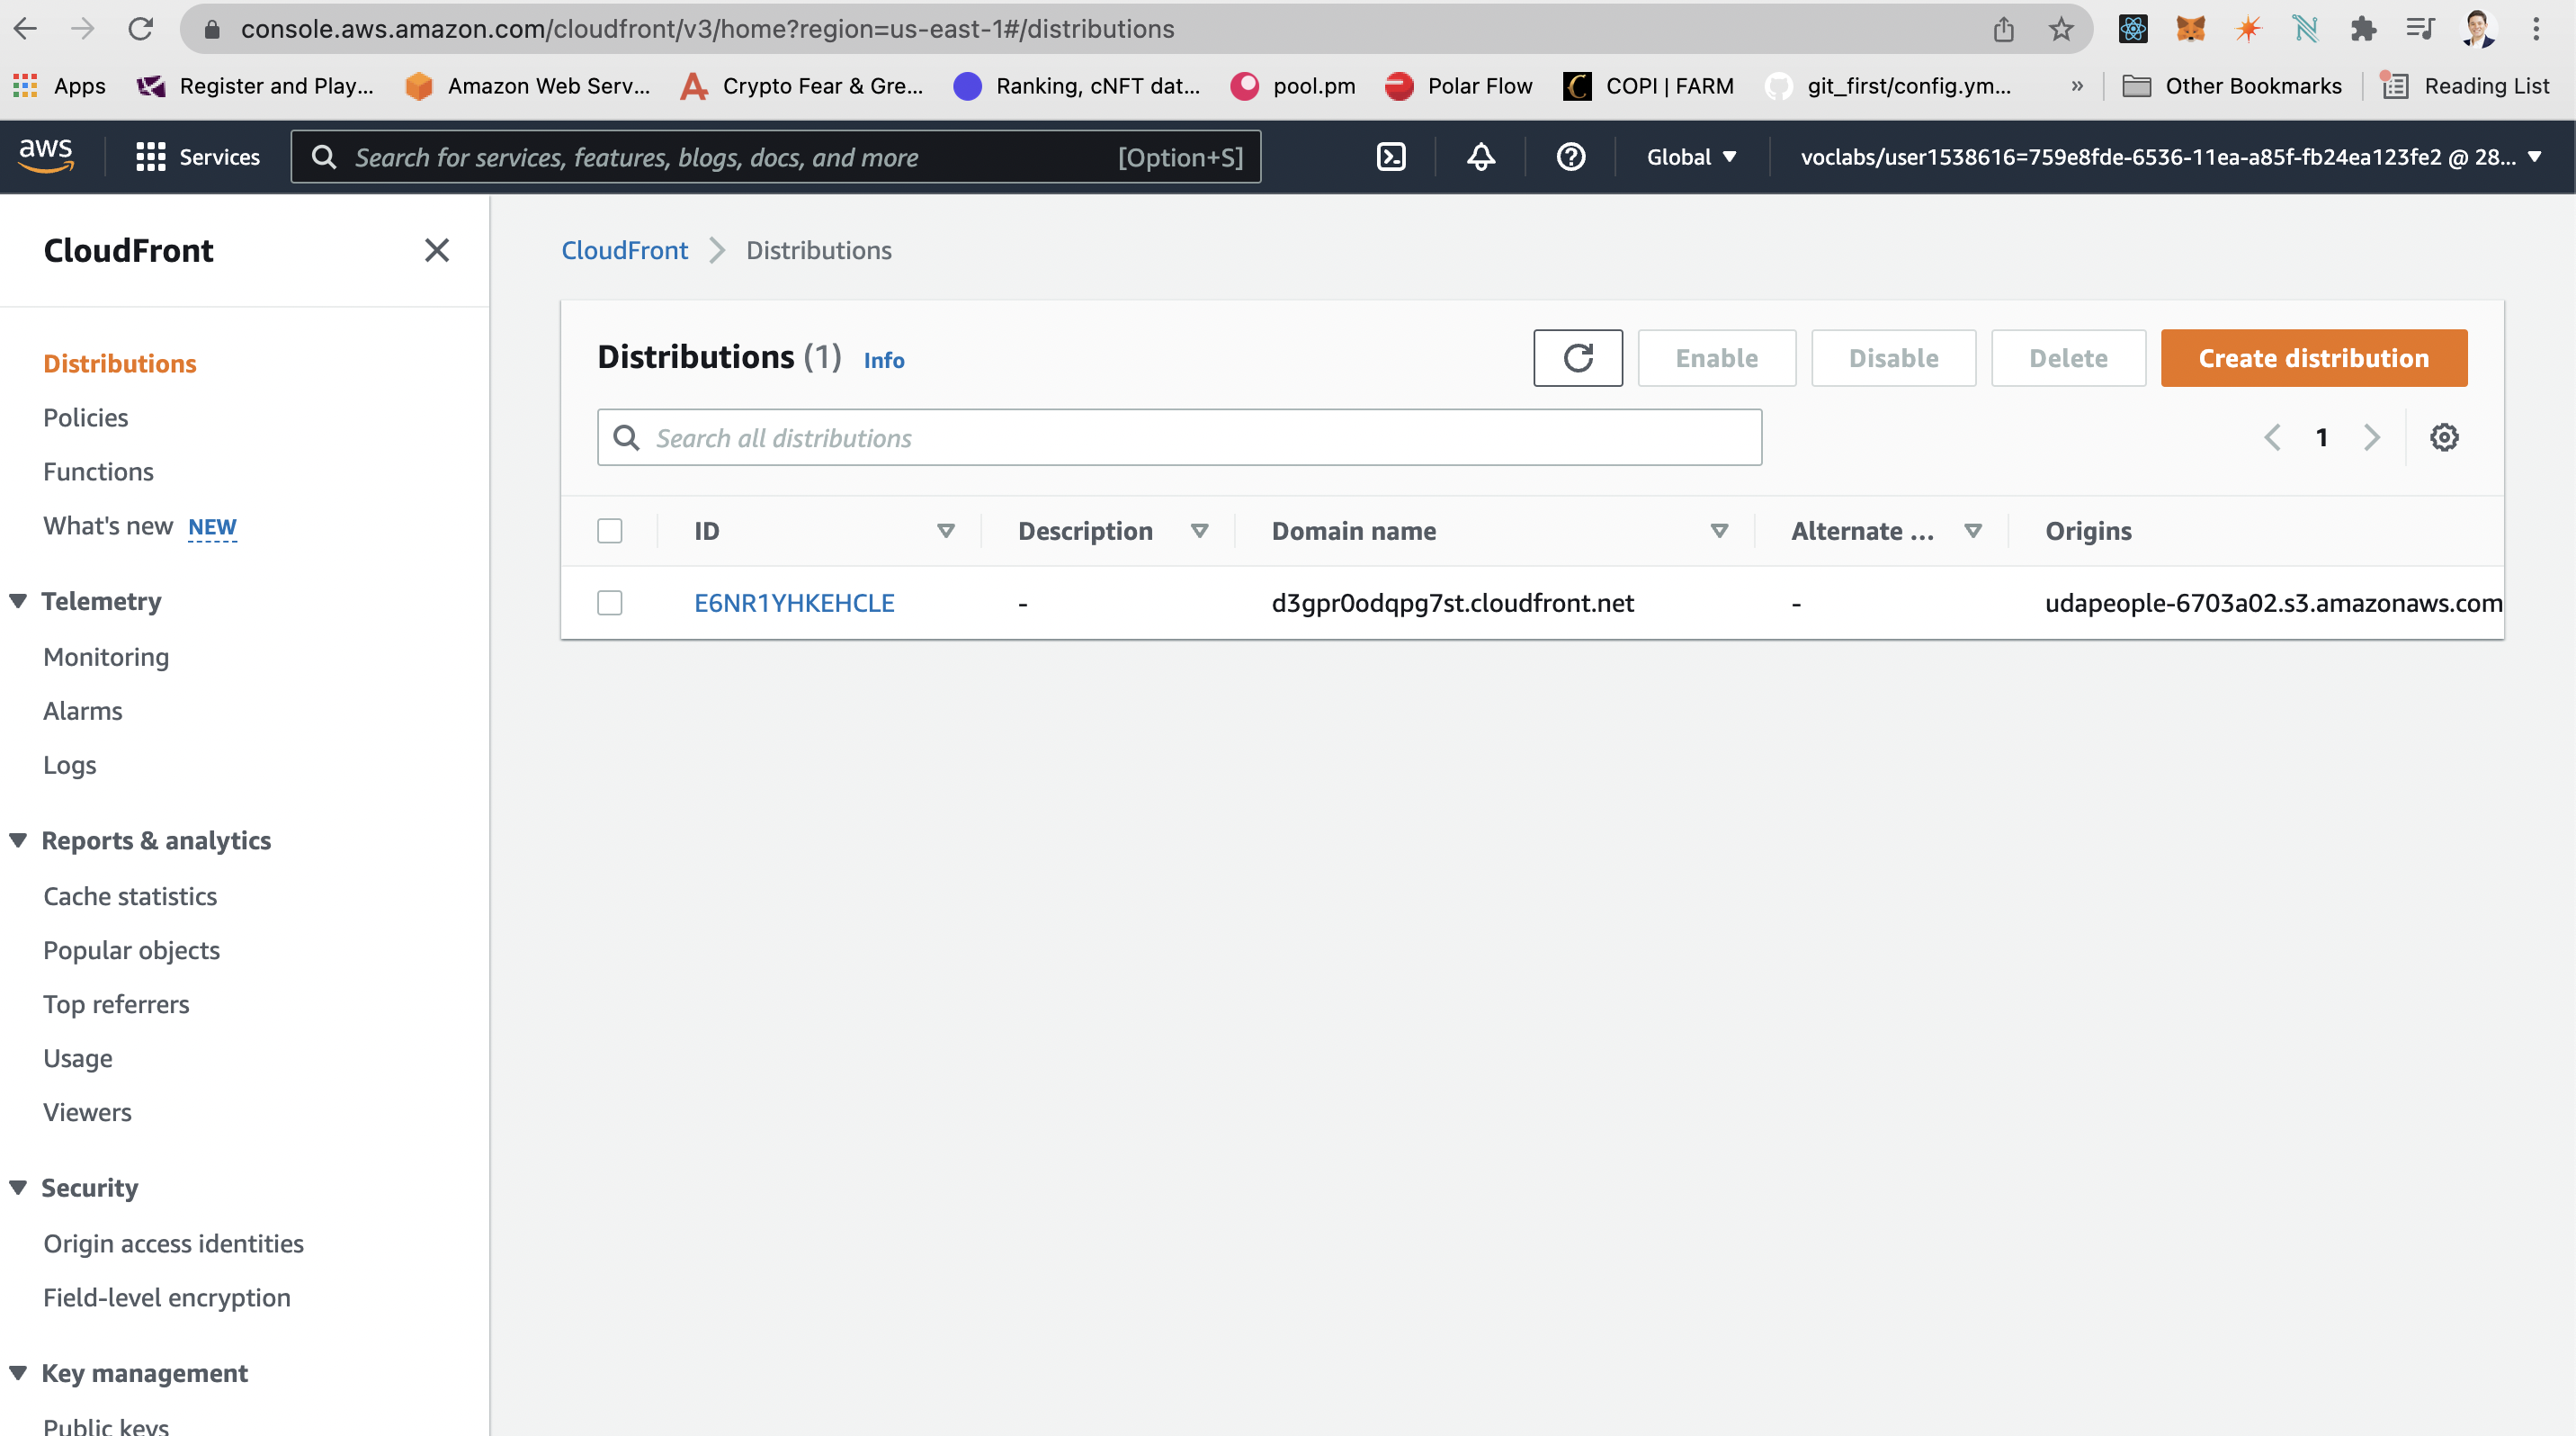 console.aws.amazon.com/cloudfront/v3/home?region=us-east-1#/distributions
Apps Register and Play... Amazon Web Serv... Crypto Fear & Gre... Ranking, cNFT dat... pool.pm Polar Flow COPI | FARM git_first/config.ym... » Other Bookmarks Reading List
aws Services Search for services, features, blogs, docs, and more [Option+S] Global voclabs/user1538616=759e8fde-6536-11ea-a85f-fb24ea123fe2 @ 28...
CloudFront
Distributions
Policies
Functions
What's new NEW
Telemetry
Monitoring
Alarms
Logs
Reports & analytics
Cache statistics
Popular objects
Top referrers
Usage
Viewers
Security
Origin access identities
Field-level encryption
Key management
Public keys
CloudFront Distributions
Distributions (1) Info Enable Disable Delete Create distribution
Search all distributions 1
ID Description Domain name Alternate ... Origins
E6NR1YHKEHCLE - d3gpr0odqpg7st.cloudfront.net - udapeople-6703a02.s3.amazonaws.com